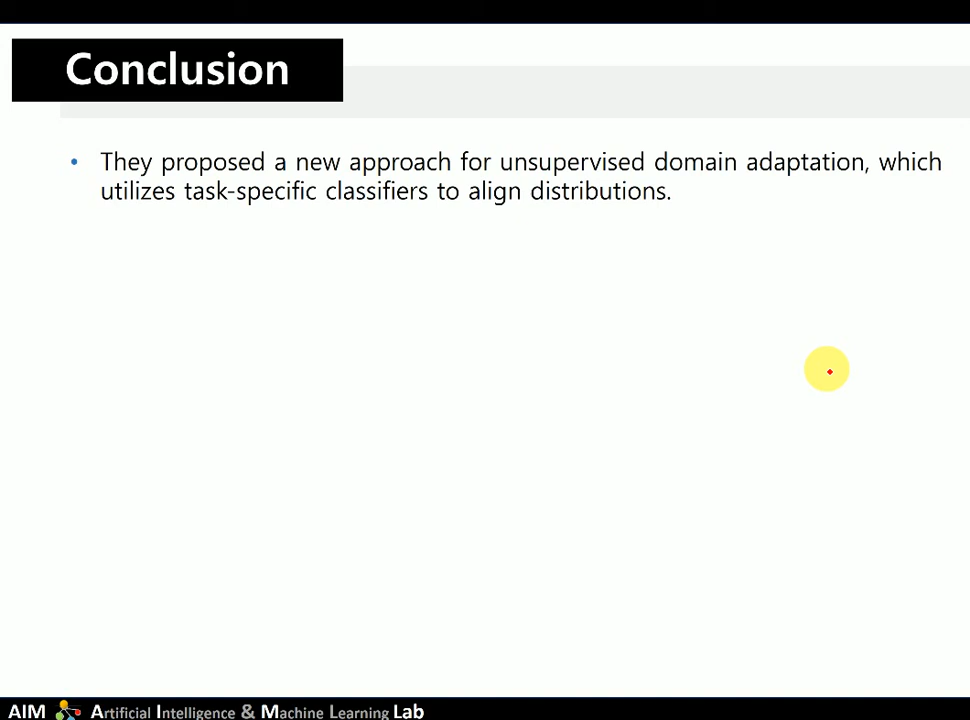 Conclusion
• They proposed a new approach for unsupervised domain adaptation, which
utilizes task-specific classifiers to align distributions.
AIM Artificial Intelligence & Machine Learning Lab